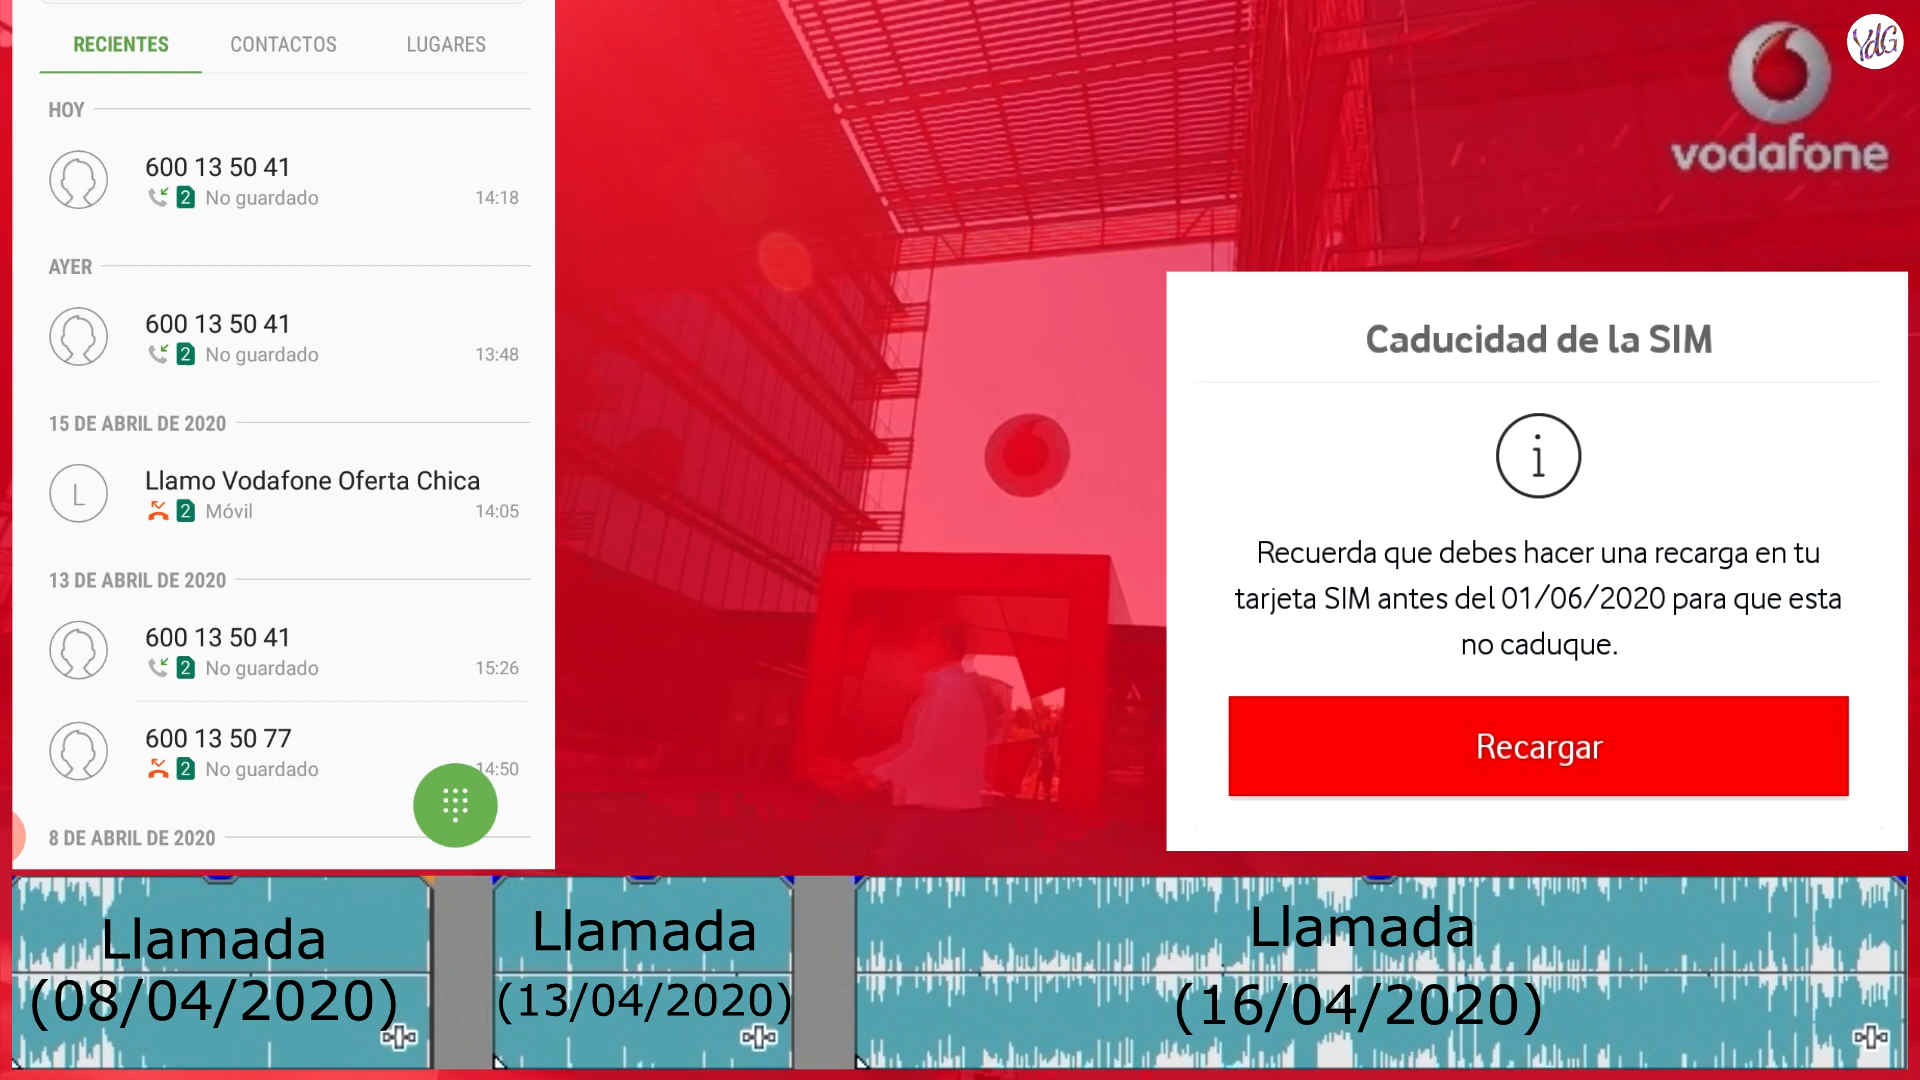 RECIENTES CONTACTOS LUGARES
HOY
600 13 50 41
2 No guardado 14:18
AYER
600 13 50 41
2 No guardado 13:48
15 DE ABRIL DE 2020
L
Llamo Vodafone Oferta Chica
2 Móvil 14:05
13 DE ABRIL DE 2020
600 13 50 41
2 No guardado 15:26
600 13 50 77
2 No guardado 14:50
8 DE ABRIL DE 2020
YdG
vodafone
Caducidad de la SIM
i
Recuerda que debes hacer una recarga en tu
tarjeta SIM antes del 01/06/2020 para que esta
no caduque.
Recargar
Llamada
(08/04/2020)
Llamada
(13/04/2020)
Llamada
(16/04/2020)